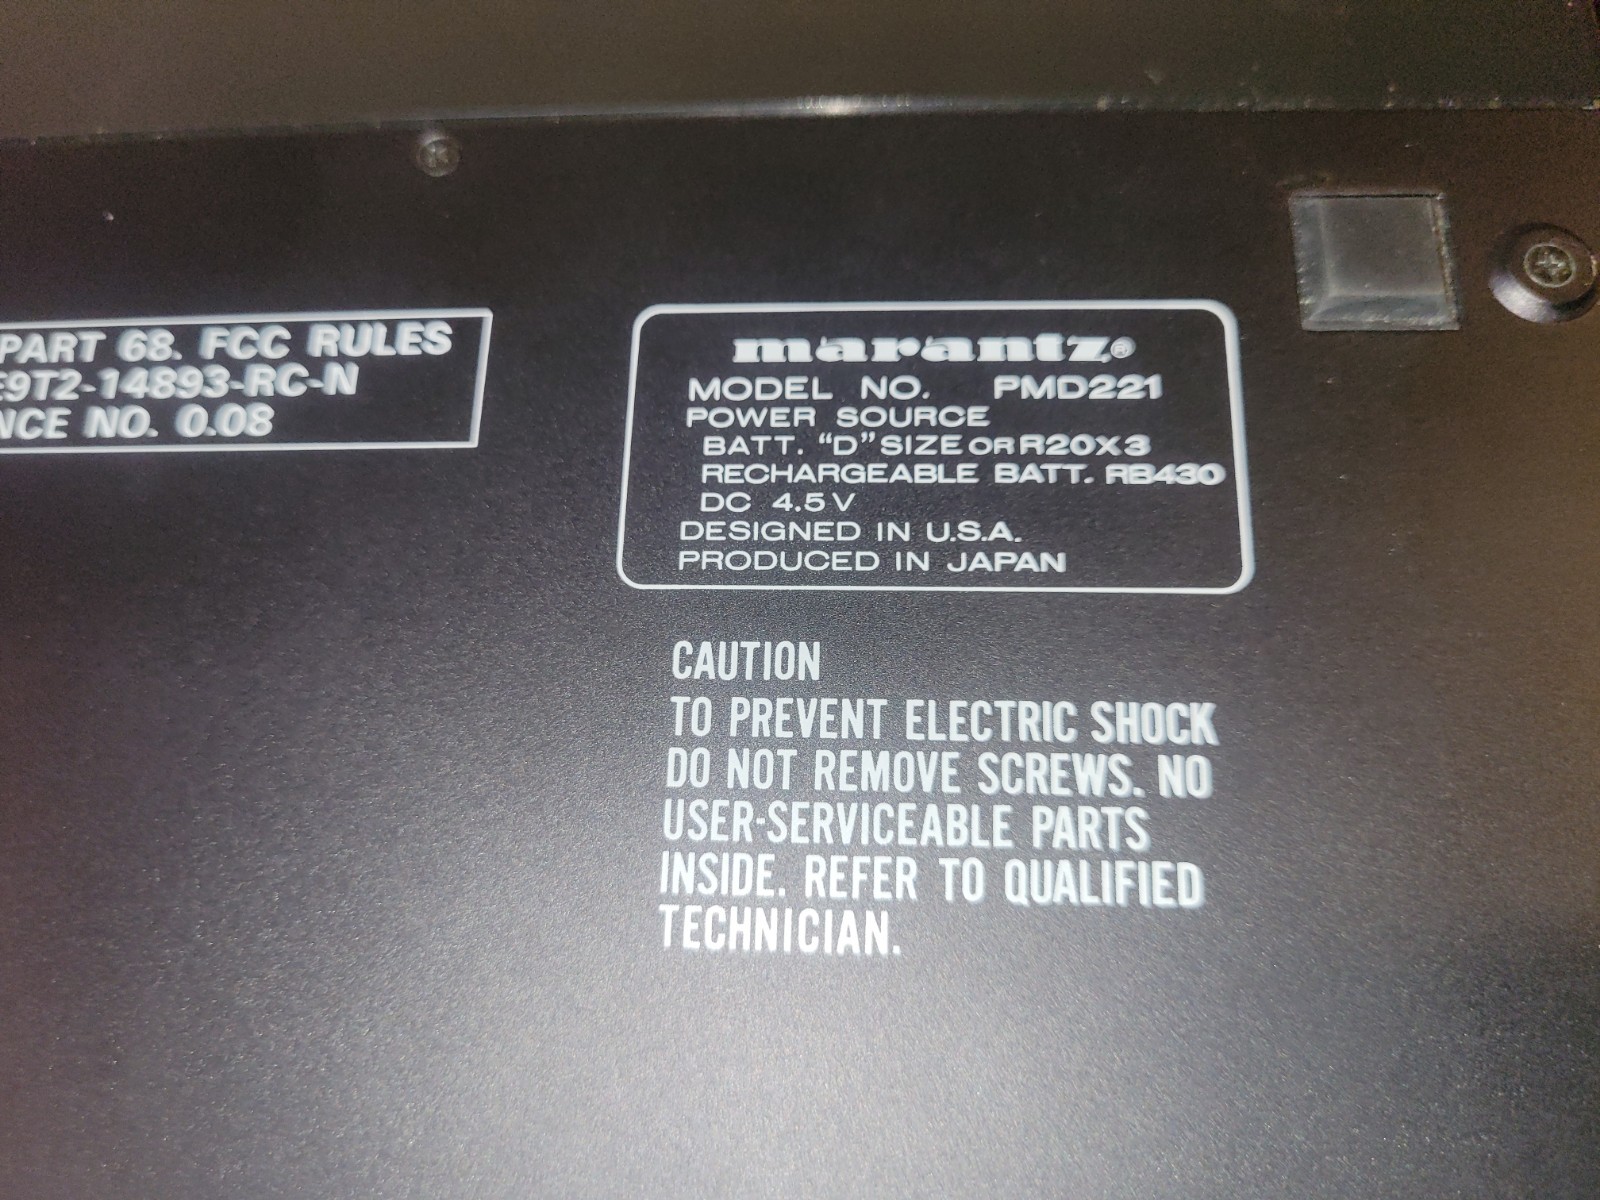 PART 68. FCC RULES
E9T2-14893-RC-N
NCE NO. 0.08
marantz®
MODEL NO. PMD221
POWER SOURCE
BATT. “D” SIZE OR R20X3
RECHARGEABLE BATT. RB430
DC 4.5V
DESIGNED IN U.S.A.
PRODUCED IN JAPAN
CAUTION
TO PREVENT ELECTRIC SHOCK
DO NOT REMOVE SCREWS. NO
USER-SERVICEABLE PARTS
INSIDE. REFER TO QUALIFIED
TECHNICIAN.